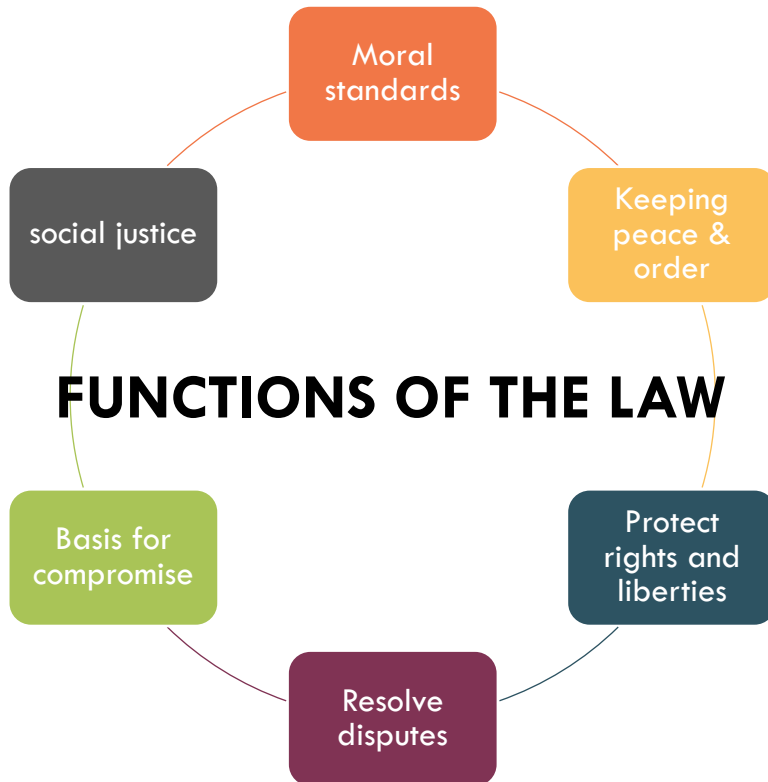 Moral
standards
Keeping
peace &
order
social justice
FUNCTIONS OF THE LAW
Protect
rights and
liberties
Basis for
compromise
Resolve
disputes